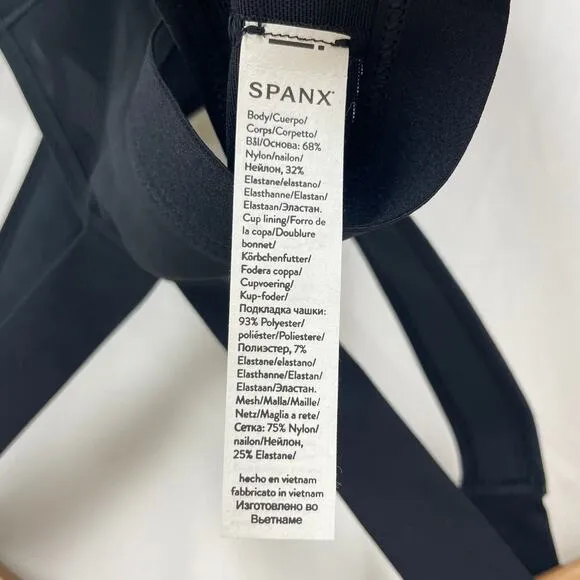 SPANX
Body/Cuerpo/
Corps/Corpetto/
Bål/Основа: 68%
Nylon/nailon/
Нейлон, 32%
Elastane/elastano/
Elasthanne/Elastan/
Elastaan/Эластан.
Cup lining/Forro de
la copa/Doublure
bonnet/
Körbchenfutter/
Fodera coppa/
Cupvoering/
Kup-foder/
Подкладка чашки:
93% Polyester/
poliéster/Poliestere/
Полиэстер, 7%
Elastane/elastano/
Elasthanne/Elastan/
Elastaan/Эластан.
Mesh/Malla/Maille/
Netz/Maglia a rete/
Сетка: 75% Nylon/
nailon/Нейлон,
25% Elastane/
hecho en vietnam
fabbricato in vietnam
Изготовлено во
Вьетнаме